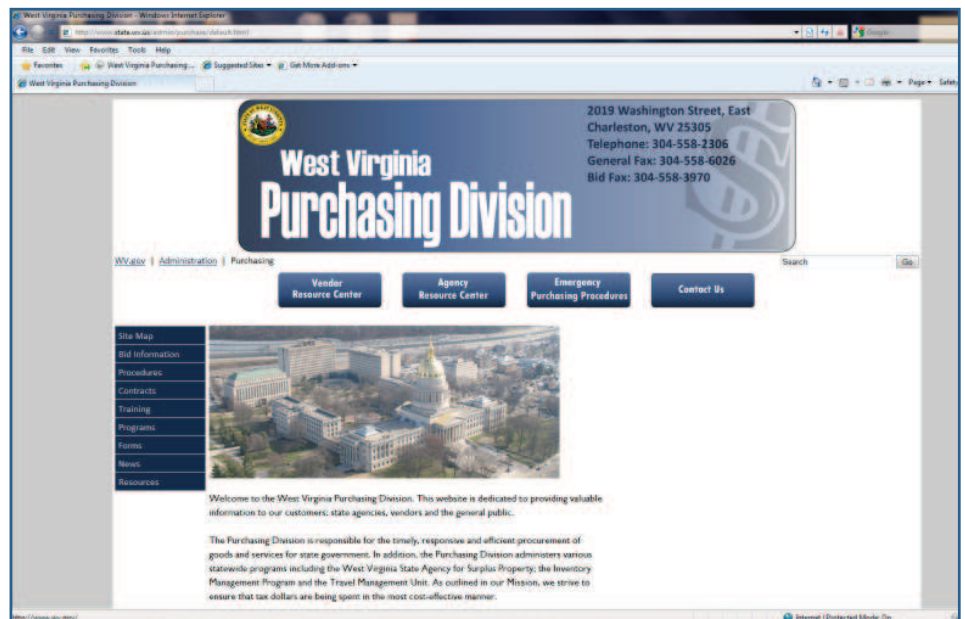 West Virginia Purchasing Division - Windows Internet Explorer
File Edit View Favorites Tools Help
Favorites West Virginia Purchasing... Suggested Sites Get More Add-ons
West Virginia Purchasing Division
Page Safety
2019 Washington Street, East
Charleston, WV 25305
Telephone: 304-558-2306
General Fax: 304-558-6026
Bid Fax: 304-558-3970
West Virginia
Purchasing Division
WV.gov | Administration | Purchasing
Search Go
Vendor
Resource Center
Agency
Resource Center
Emergency
Purchasing Procedures
Contact Us
Site Map
Bid Information
Procedures
Contracts
Training
Programs
Forms
News
Resources
Welcome to the West Virginia Purchasing Division. This website is dedicated to providing valuable
information to our customers: state agencies, vendors and the general public.
The Purchasing Division is responsible for the timely, responsive and efficient procurement of
goods and services for state government. In addition, the Purchasing Division administers various
statewide programs including the West Virginia State Agency for Surplus Property; the Inventory
Management Program and the Travel Management Unit. As outlined in our Mission, we strive to
ensure that tax dollars are being spent in the most cost-effective manner.